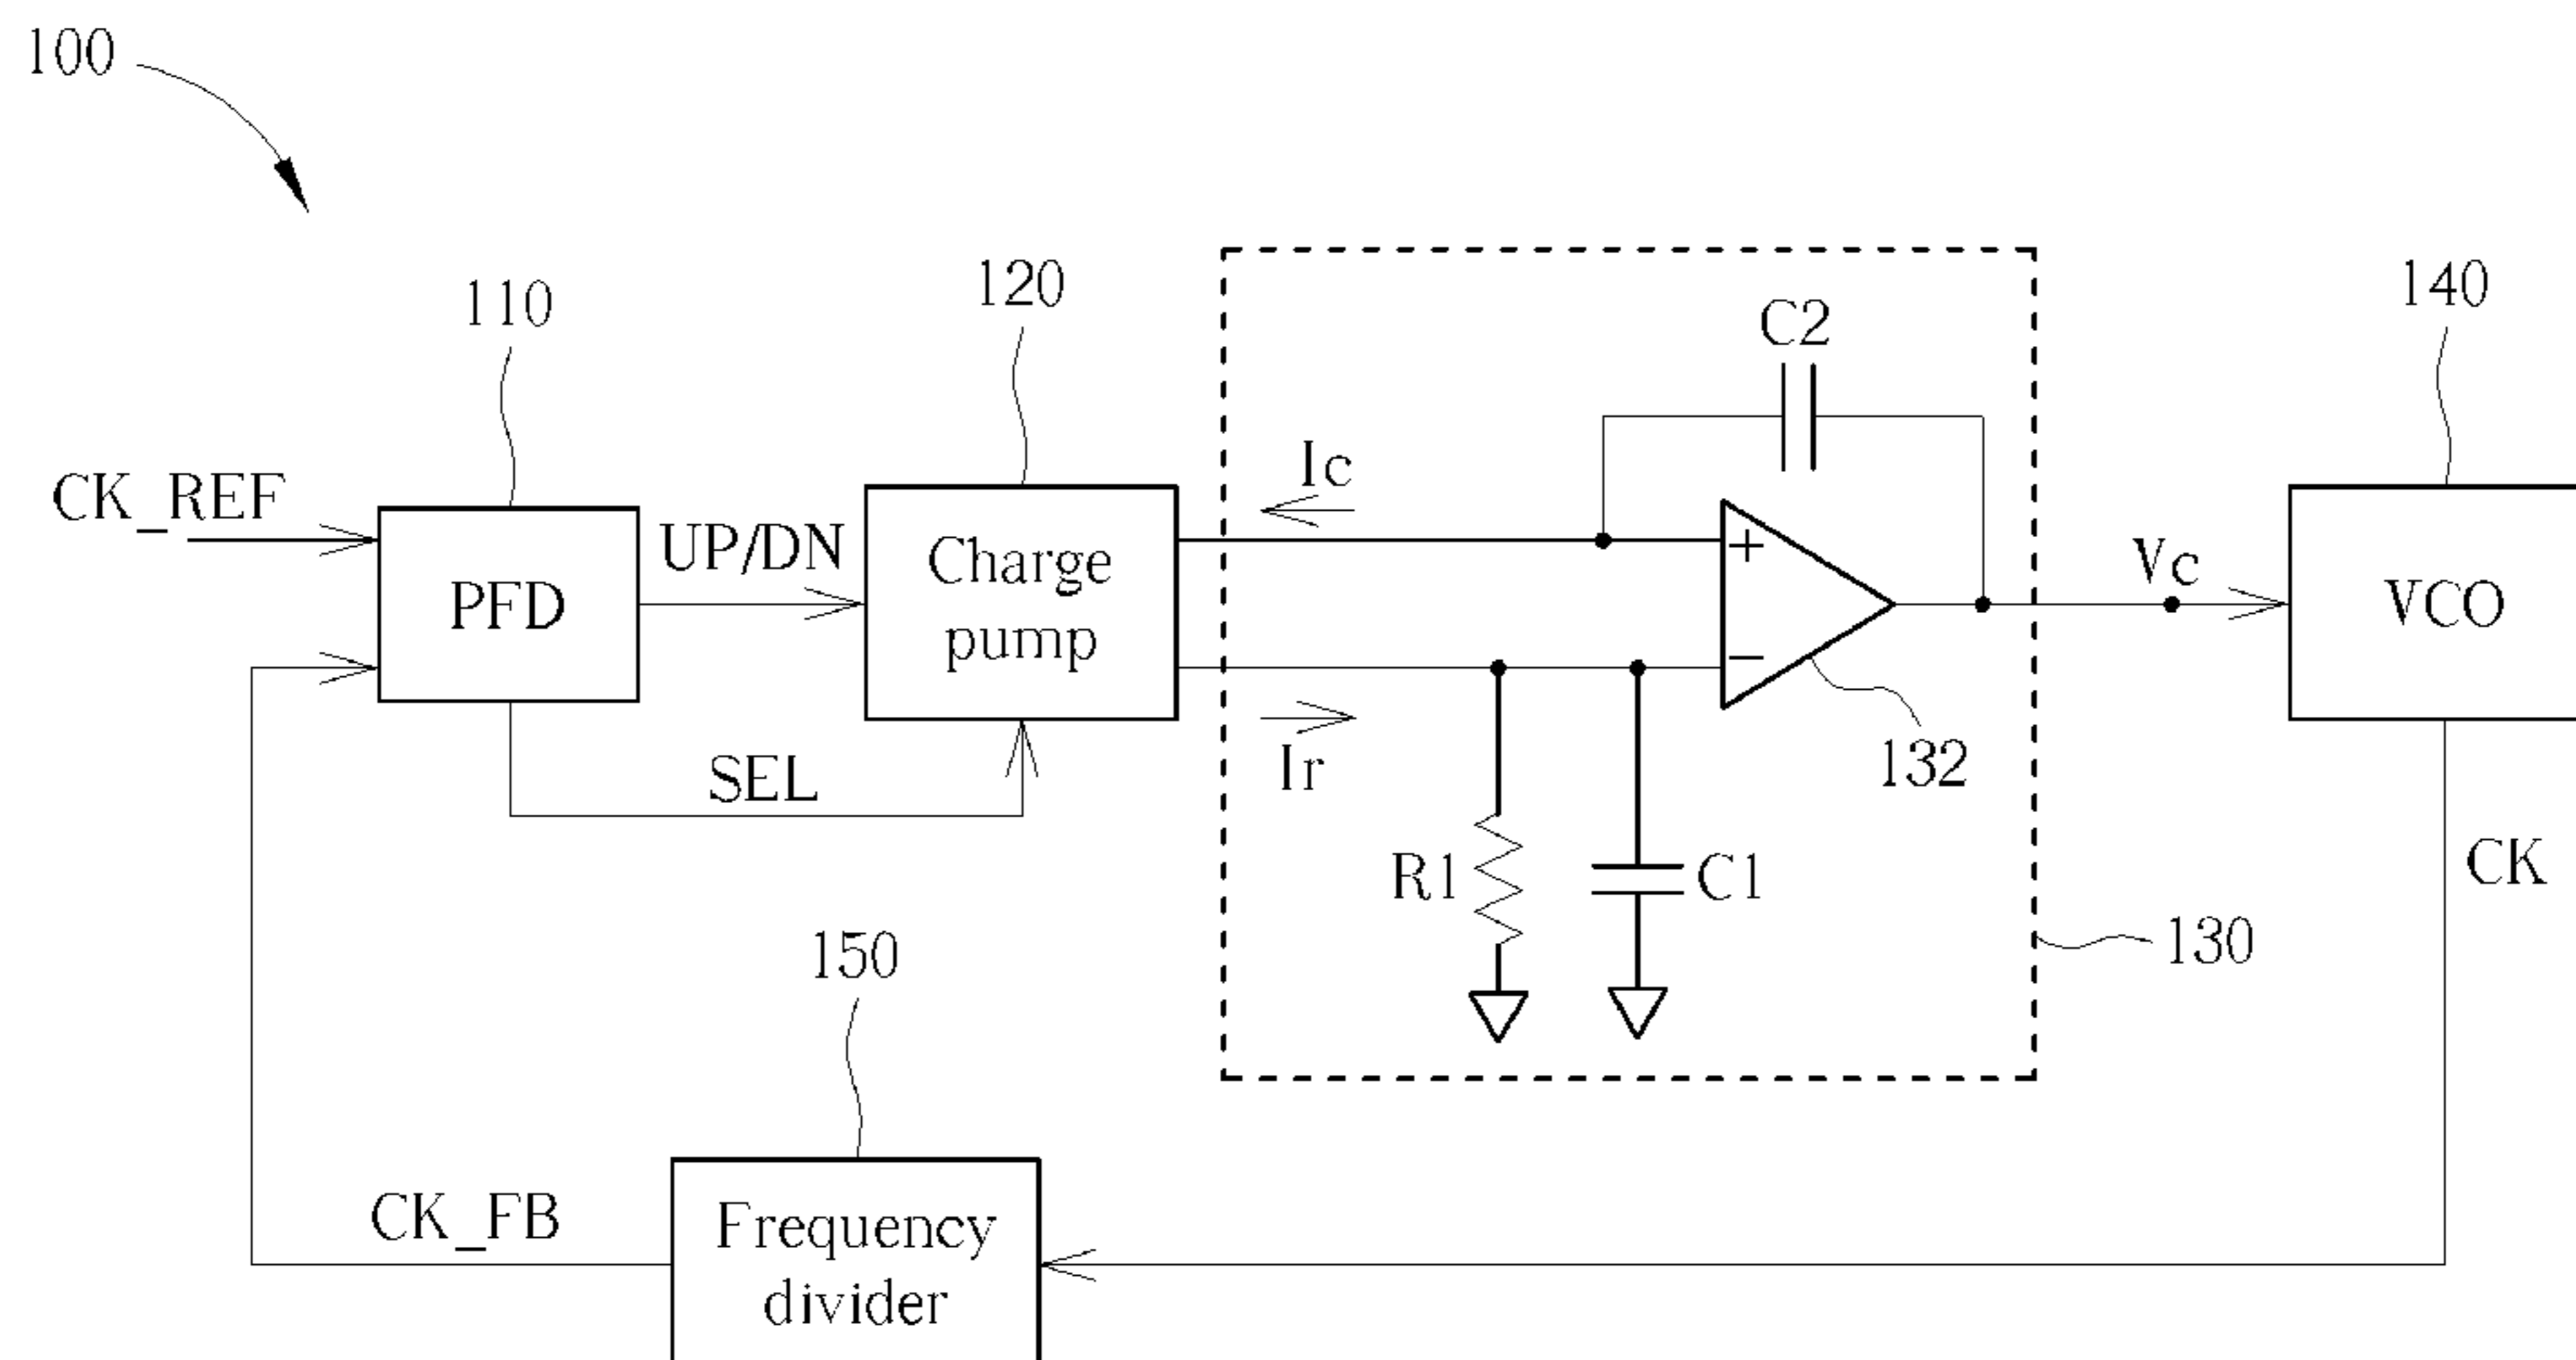 100
110
120
140
C2
CK_REF
Ic
UP/DN
Charge
pump
+
Vc
PFD
VCO
−
SEL
Ir
132
R1
C1
CK
130
150
CK_FB
Frequency
divider